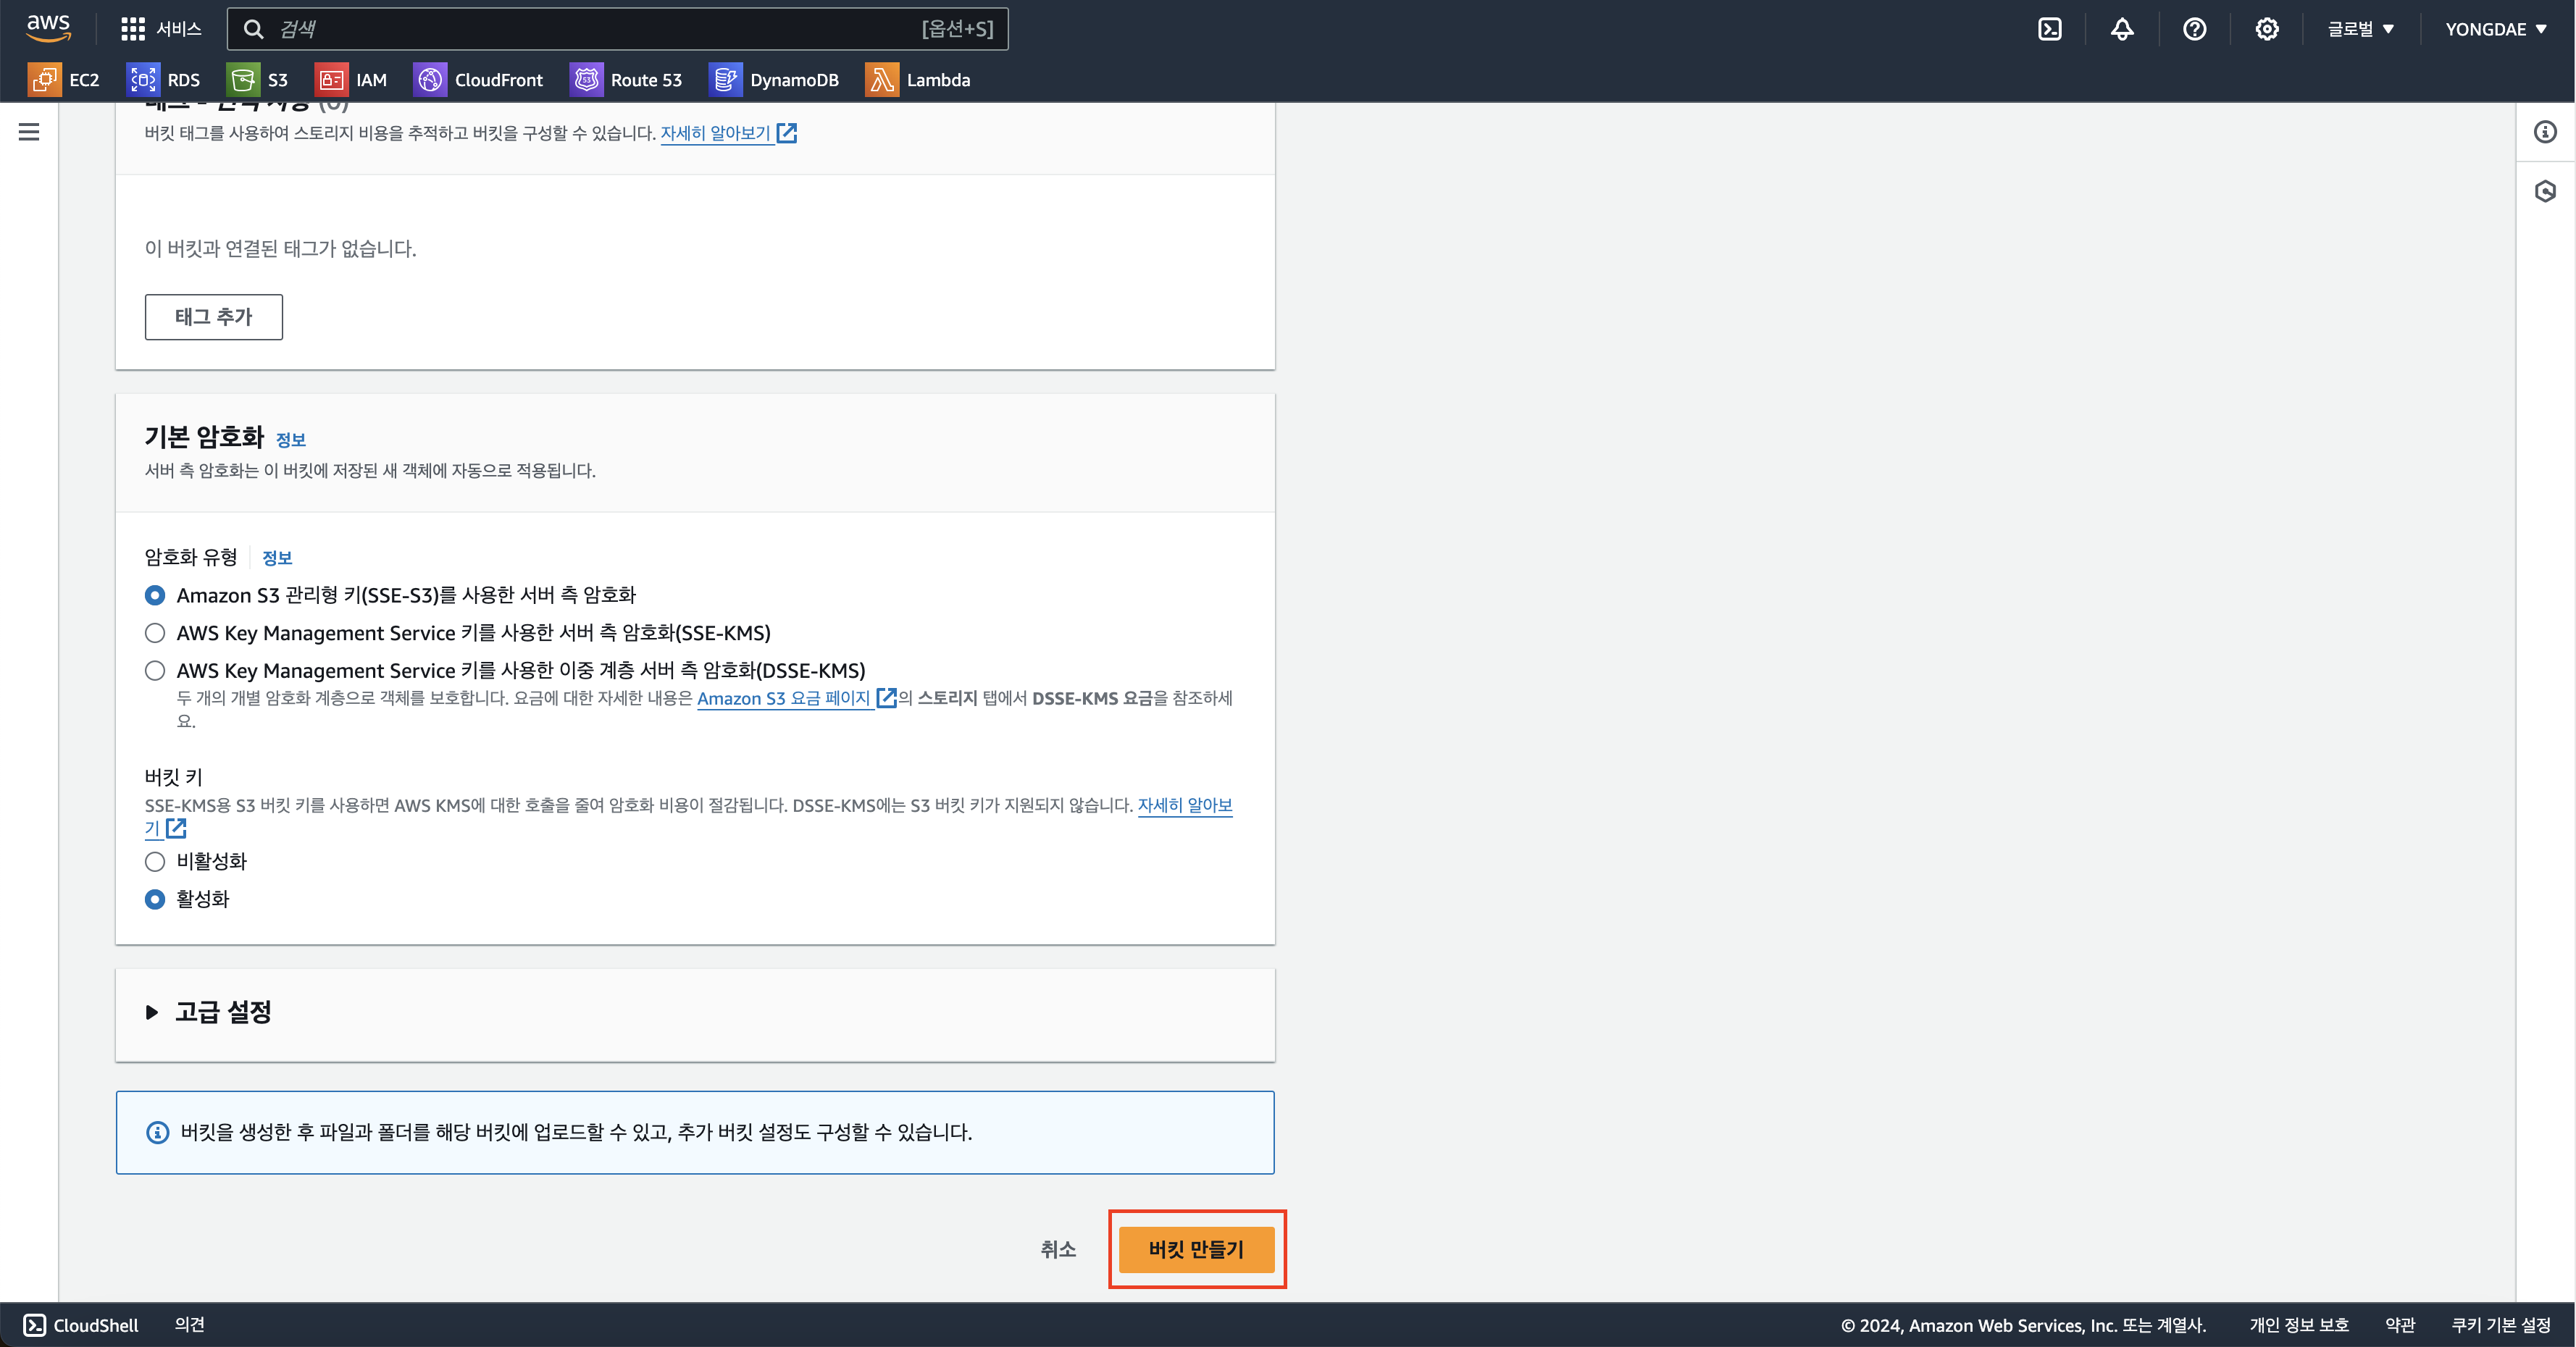 aws
서비스
검색
[옵션+S]
글로벌
YONGDAE
EC2
RDS
S3
IAM
CloudFront
Route 53
DynamoDB
Lambda
버킷 태그를 사용하여 스토리지 비용을 추적하고 버킷을 구성할 수 있습니다. 자세히 알아보기
이 버킷과 연결된 태그가 없습니다.
태그 추가
기본 암호화 정보
서버 측 암호화는 이 버킷에 저장된 새 객체에 자동으로 적용됩니다.
암호화 유형 정보
Amazon S3 관리형 키(SSE-S3)를 사용한 서버 측 암호화
AWS Key Management Service 키를 사용한 서버 측 암호화(SSE-KMS)
AWS Key Management Service 키를 사용한 이중 계층 서버 측 암호화(DSSE-KMS)
두 개의 개별 암호화 계층으로 객체를 보호합니다. 요금에 대한 자세한 내용은 Amazon S3 요금 페이지의 스토리지 탭에서 DSSE-KMS 요금을 참조하세
요.
버킷 키
SSE-KMS용 S3 버킷 키를 사용하면 AWS KMS에 대한 호출을 줄여 암호화 비용이 절감됩니다. DSSE-KMS에는 S3 버킷 키가 지원되지 않습니다. 자세히 알아보
기
비활성화
활성화
고급 설정
버킷을 생성한 후 파일과 폴더를 해당 버킷에 업로드할 수 있고, 추가 버킷 설정도 구성할 수 있습니다.
취소
버킷 만들기
CloudShell
의견
© 2024, Amazon Web Services, Inc. 또는 계열사.
개인 정보 보호
약관
쿠키 기본 설정